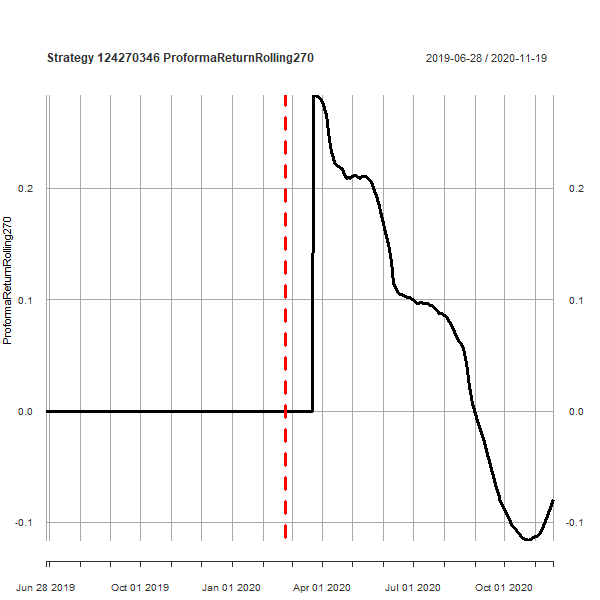 Strategy 124270346 ProformaReturnRolling270
2019-06-28 / 2020-11-19
ProformaReturnRolling270
0.2
0.2
0.1
0.1
0.0
0.0
-0.1
-0.1
Jun 28 2019
Oct 01 2019
Jan 01 2020
Apr 01 2020
Jul 01 2020
Oct 01 2020